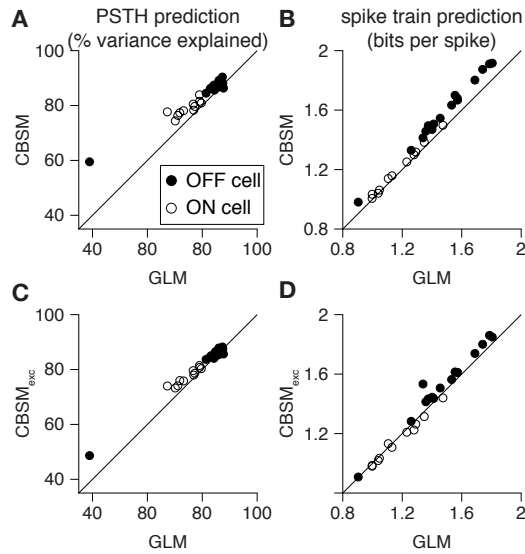 A
PSTH prediction
(% variance explained)
CBSM
100
80
60
40
40
60
80
100
GLM
OFF cell
ON cell
B
spike train prediction
(bits per spike)
CBSM
2
1.6
1.2
0.8
0.8
1.2
1.6
2
GLM
C
CBSMexc
100
80
60
40
40
60
80
100
GLM
D
CBSMexc
2
1.6
1.2
0.8
1.2
1.6
2
GLM